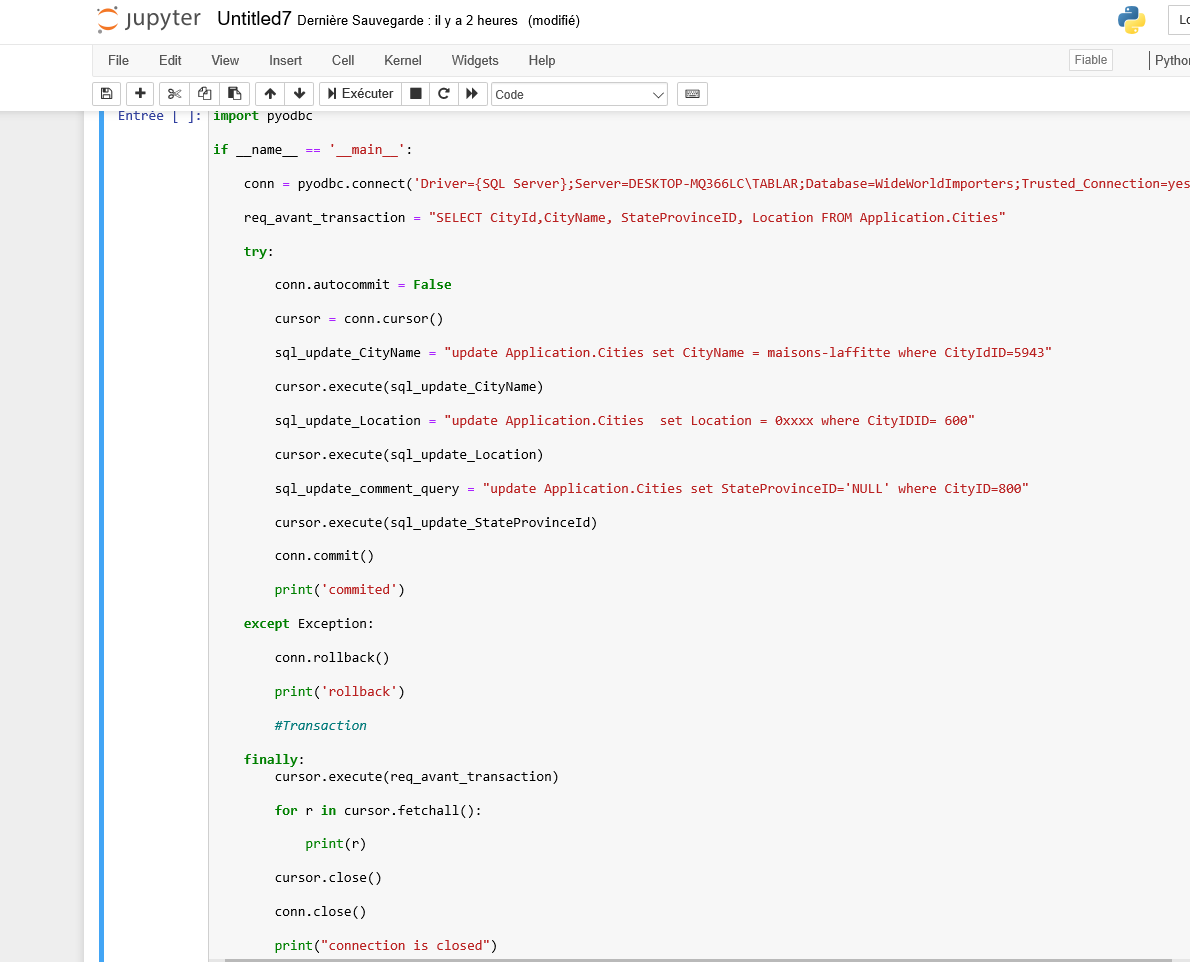 jupyter Untitled7 Dernière Sauvegarde : il y a 2 heures (modifié)
File Edit View Insert Cell Kernel Widgets Help Fiable
Exécuter Code
Entrée [ ]: import pyodbc
if __name__ == '__main__':
conn = pyodbc.connect('Driver={SQL Server};Server=DESKTOP-MQ366LC\TABLAR;Database=WideWorldImporters;Trusted_Connection=yes
req_avant_transaction = "SELECT CityId,CityName, StateProvinceID, Location FROM Application.Cities"
try:
conn.autocommit = False
cursor = conn.cursor()
sql_update_CityName = "update Application.Cities set CityName = maisons-laffitte where CityIdID=5943"
cursor.execute(sql_update_CityName)
sql_update_Location = "update Application.Cities  set Location = 0xxxx where CityIDID= 600"
cursor.execute(sql_update_Location)
sql_update_comment_query = "update Application.Cities set StateProvinceID='NULL' where CityID=800"
cursor.execute(sql_update_StateProvinceId)
conn.commit()
print('commited')
except Exception:
conn.rollback()
print('rollback')
#Transaction
finally:
cursor.execute(req_avant_transaction)
for r in cursor.fetchall():
print(r)
cursor.close()
conn.close()
print("connection is closed")